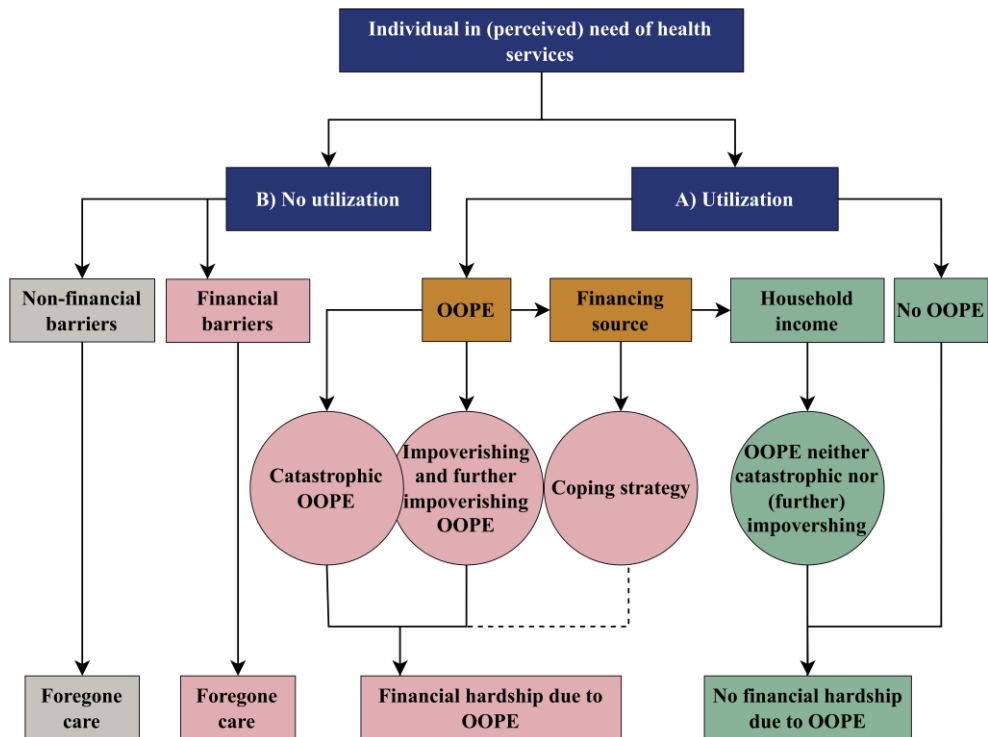 Individual in (perceived) need of health
services
B) No utilization
A) Utilization
Non-financial
barriers
Financial
barriers
OOPE
Financing
source
Household
income
No OOPE
Catastrophic
OOPE
Impoverishing
and further
impoverishing
OOPE
Coping strategy
OOPE neither
catastrophic nor
(further)
impovershing
Foregone
care
Foregone
care
Financial hardship due to
OOPE
No financial hardship
due to OOPE